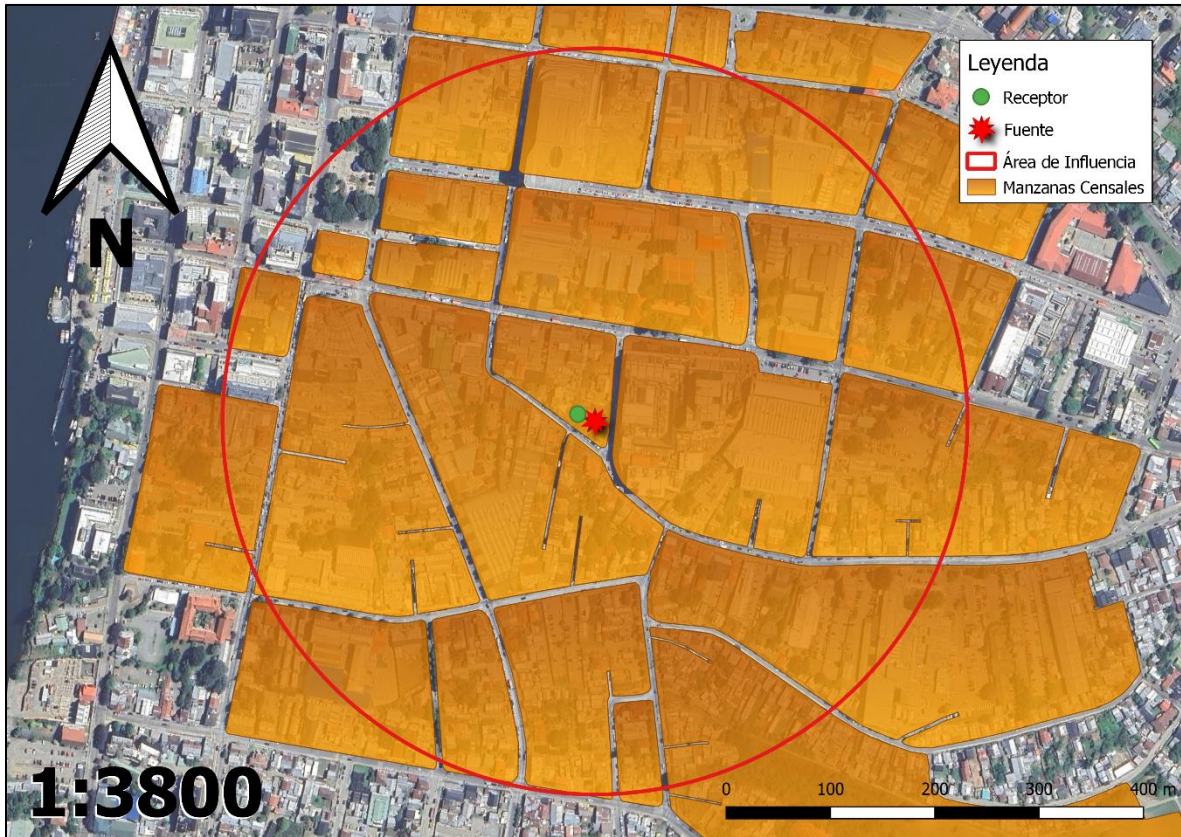 N
Leyenda
Receptor
Fuente
Área de Influencia
Manzanas Censales
1:3800
0 100 200 300 400 m